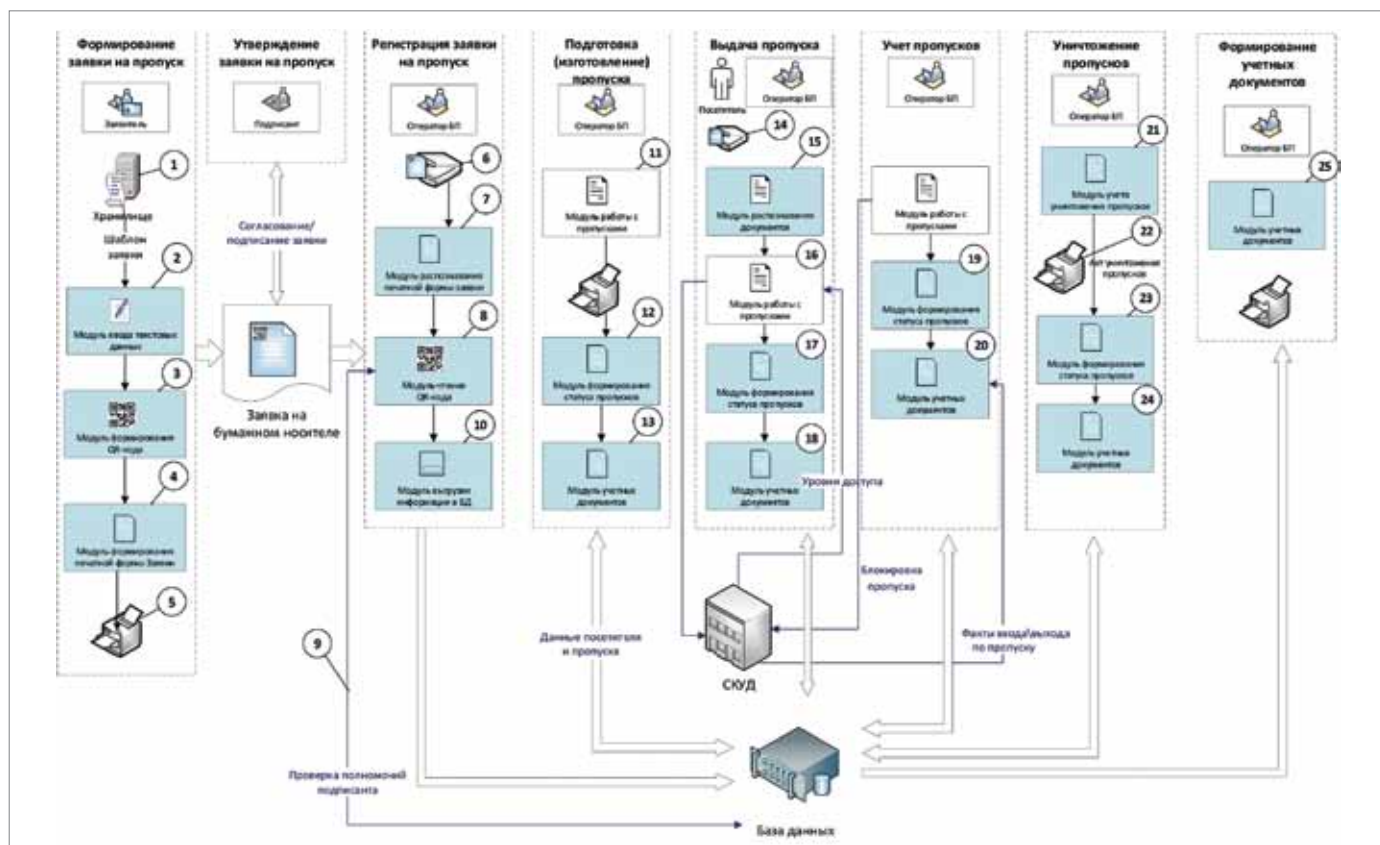 Формирование
заявки на пропуск
Заявитель
1
Хранилище
Шаблон
заявки
2
Модуль ввода текстовых
данных
3
Модуль формирования
QR-кода
4
Модуль формирования
печатной формы Заявки
5
Утверждение
заявки на пропуск
Подписант
Согласование/
подписание заявки
Заявка на
бумажном носителе
Регистрация заявки
на пропуск
Оператор БП
6
7
Модуль распознавания
печатной формы заявки
8
Модуль чтения
QR-кода
10
Модуль выгрузки
информации в БД
9
Проверка полномочий
подписанта
Подготовка
(изготовление)
пропуска
Оператор БП
11
Модуль работы с
пропусками
12
Модуль формирования
статуса пропусков
13
Модуль учетных
документов
Данные посетителя
и пропуска
Выдача пропуска
Посетитель
Оператор БП
14
15
Модуль распознавания
документов
16
Модуль работы с
пропусками
17
Модуль формирования
статуса пропусков
18
Модуль учетных
документов
Уровни доступа
СКУД
Блокировка
пропуска
База данных
Учет пропусков
Оператор БП
Модуль работы с
пропусками
19
Модуль формирования
статуса пропусков
20
Модуль учетных
документов
Факты входа\выхода
по пропуску
Уничтожение
пропусков
Оператор БП
21
Модуль учета
уничтожения пропусков
22
Акт уничтожения
пропусков
23
Модуль формирования
статуса пропусков
24
Модуль учетных
документов
Формирование
учетных
документов
Оператор БП
25
Модуль учетных
документов